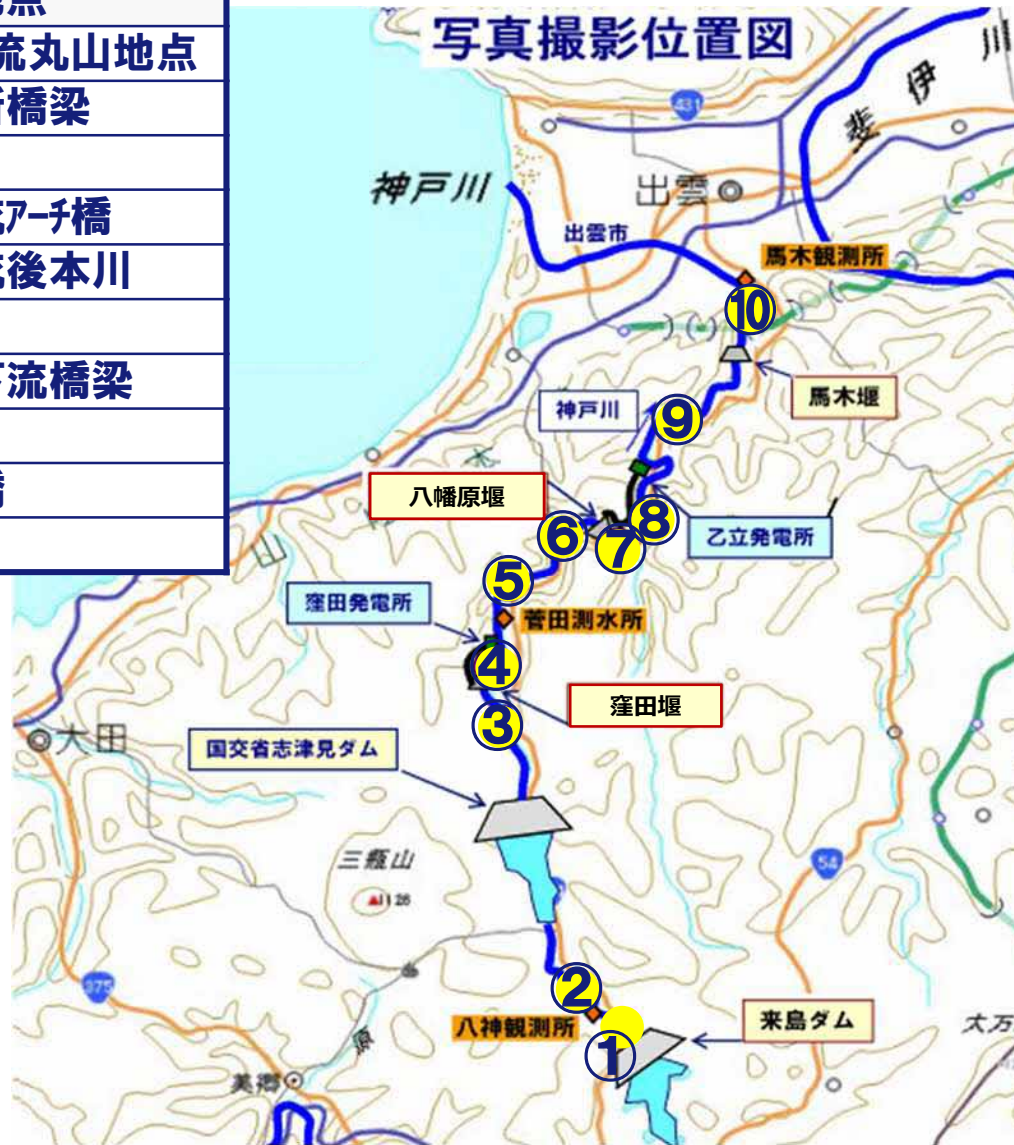 写真撮影位置図
流丸山地点
橋梁
アーチ橋
後本川
下流橋梁
431
斐伊川
神戸川
出雲
出雲市
馬木観測所
⑩
馬木堰
神戸川
⑨
八幡原堰
⑧
⑥
⑦
乙立発電所
⑤
山
窪田発電所
菅田測水所
④
窪田堰
③
大田
国交省志津見ダム
三瓶山
1126
54
375
②
来島ダム
八神観測所
①
太万
美郷